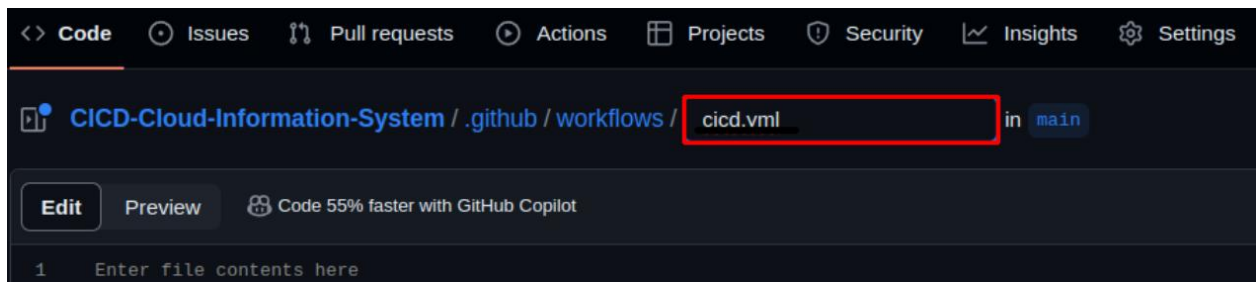 <> Code Issues Pull requests Actions Projects Security Insights Settings
CICD-Cloud-Information-System / .github / workflows / cicd.vml in main
Edit Preview Code 55% faster with GitHub Copilot
1 Enter file contents here